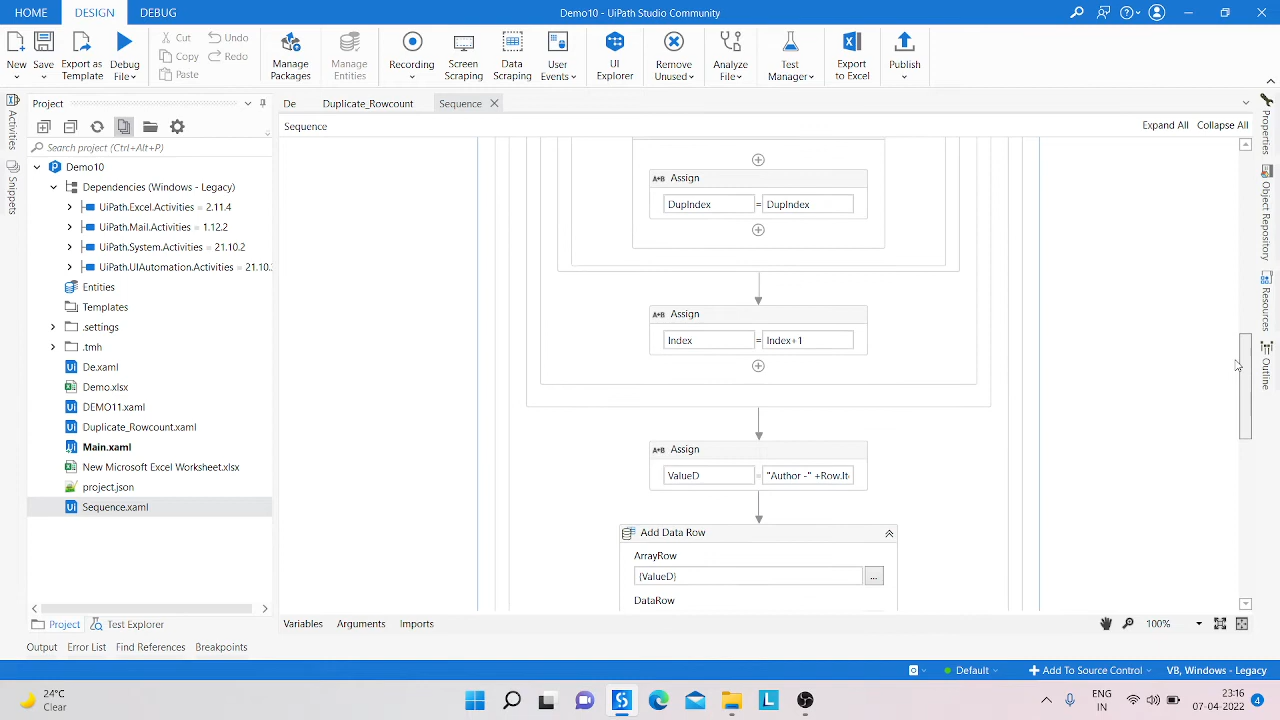 HOME DESIGN DEBUG
Demo10 - UiPath Studio Community
New Save Export as Template Debug File
Cut Copy Paste Undo Redo
Manage Packages Manage Entities Recording Screen Scraping Data Scraping User Events UI Explorer Remove Unused Analyze File Test Manager Export to Excel Publish
Project
De Duplicate_Rowcount Sequence
Sequence
Expand All Collapse All
Search project (Ctrl+Alt+P)
Demo10
Dependencies (Windows - Legacy)
UiPath.Excel.Activities = 2.11.4
UiPath.Mail.Activities = 1.12.2
UiPath.System.Activities = 21.10.2
UiPath.UIAutomation.Activities = 21.10.
Entities
Templates
.settings
.tmh
De.xaml
Demo.xlsx
DEMO11.xaml
Duplicate_Rowcount.xaml
Main.xaml
New Microsoft Excel Worksheet.xlsx
project.json
Sequence.xaml
Activities
Snippets
Assign
DupIndex = DupIndex
Assign
Index = Index+1
Assign
ValueD = "Author -" +Row.It
Add Data Row
ArrayRow
{ValueD}
...
DataRow
Properties
Object Repository
Resources
Outline
Project Test Explorer
Variables Arguments Imports
100%
Output Error List Find References Breakpoints
Default
Add To Source Control
VB, Windows - Legacy
24°C
Clear
ENG
IN
23:16
07-04-2022
4